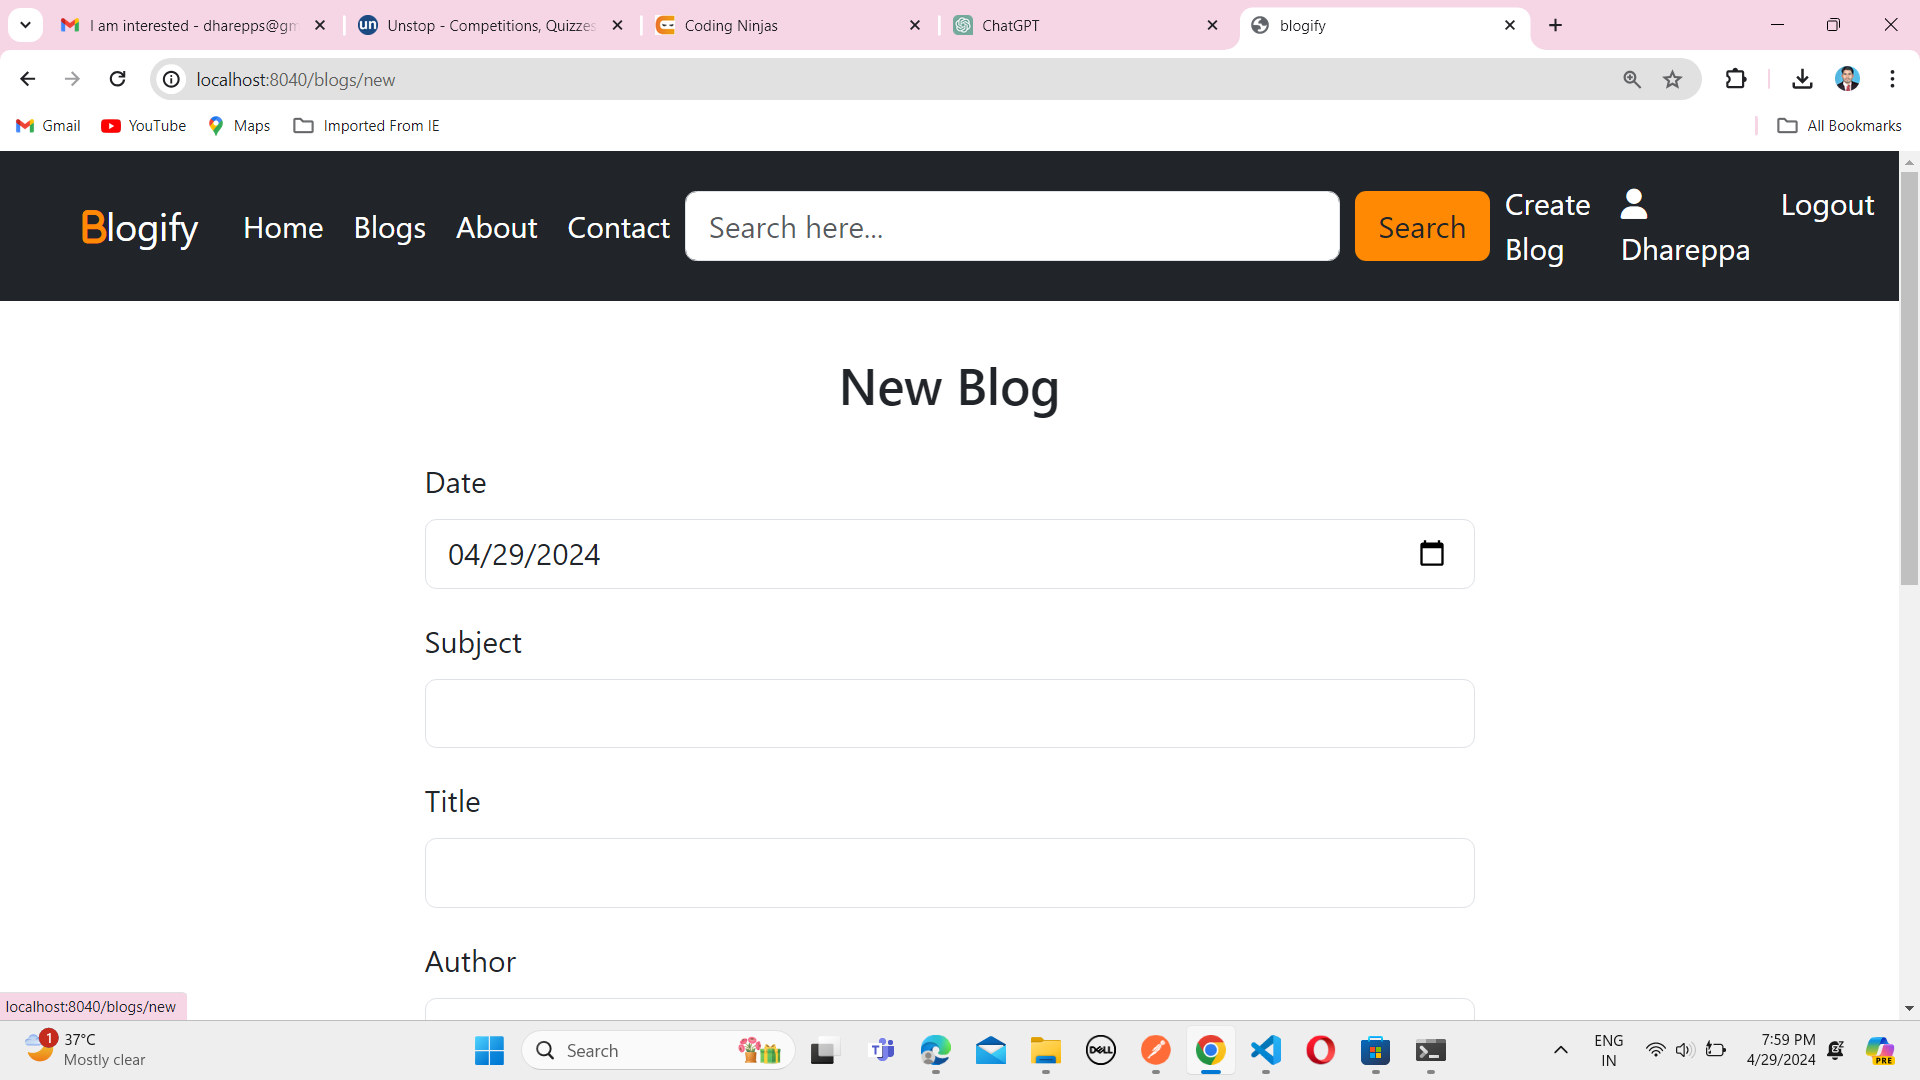 I am interested - dharepps@gm
Unstop - Competitions, Quizzes
Coding Ninjas
ChatGPT
blogify
localhost:8040/blogs/new
Gmail
YouTube
Maps
Imported From IE
All Bookmarks
Blogify
Home
Blogs
About
Contact
Search here...
Search
Create
Blog
Dhareppa
Logout
New Blog
Date
04/29/2024
Subject
Title
Author
localhost:8040/blogs/new
1
37°C
Mostly clear
Search
DELL
ENG
IN
7:59 PM
4/29/2024
PRE